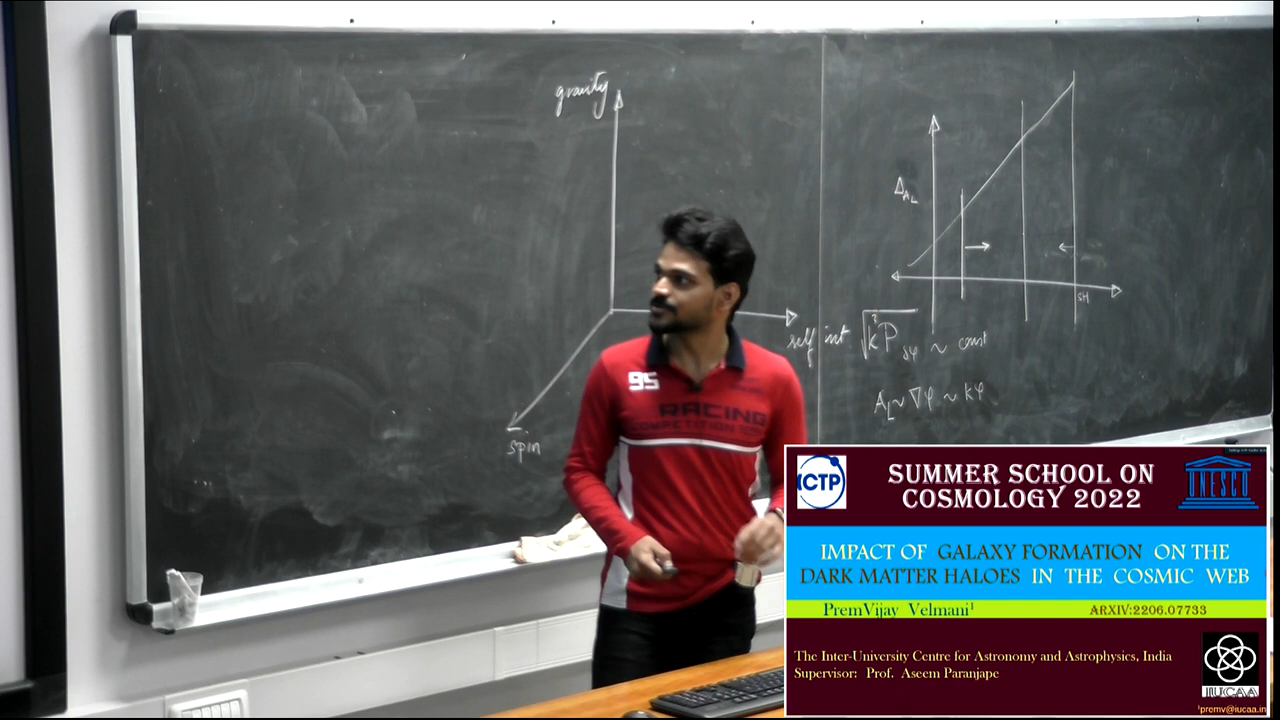 gravity
self int
spin
Δ_{A_L}
SH
√(k³P_{δφ}) ~ const
A_L ~ ∇φ ~ kφ
95
RACING
COMPETITION
ICTP
SUMMER SCHOOL ON
COSMOLOGY 2022
UNESCO
IMPACT OF GALAXY FORMATION ON THE
DARK MATTER HALOES IN THE COSMIC WEB
PremVijay Velmani¹
ARXIV:2206.07733
The Inter-University Centre for Astronomy and Astrophysics, India
Supervisor: Prof. Aseem Paranjape
IUCAA
¹premv@iucaa.in